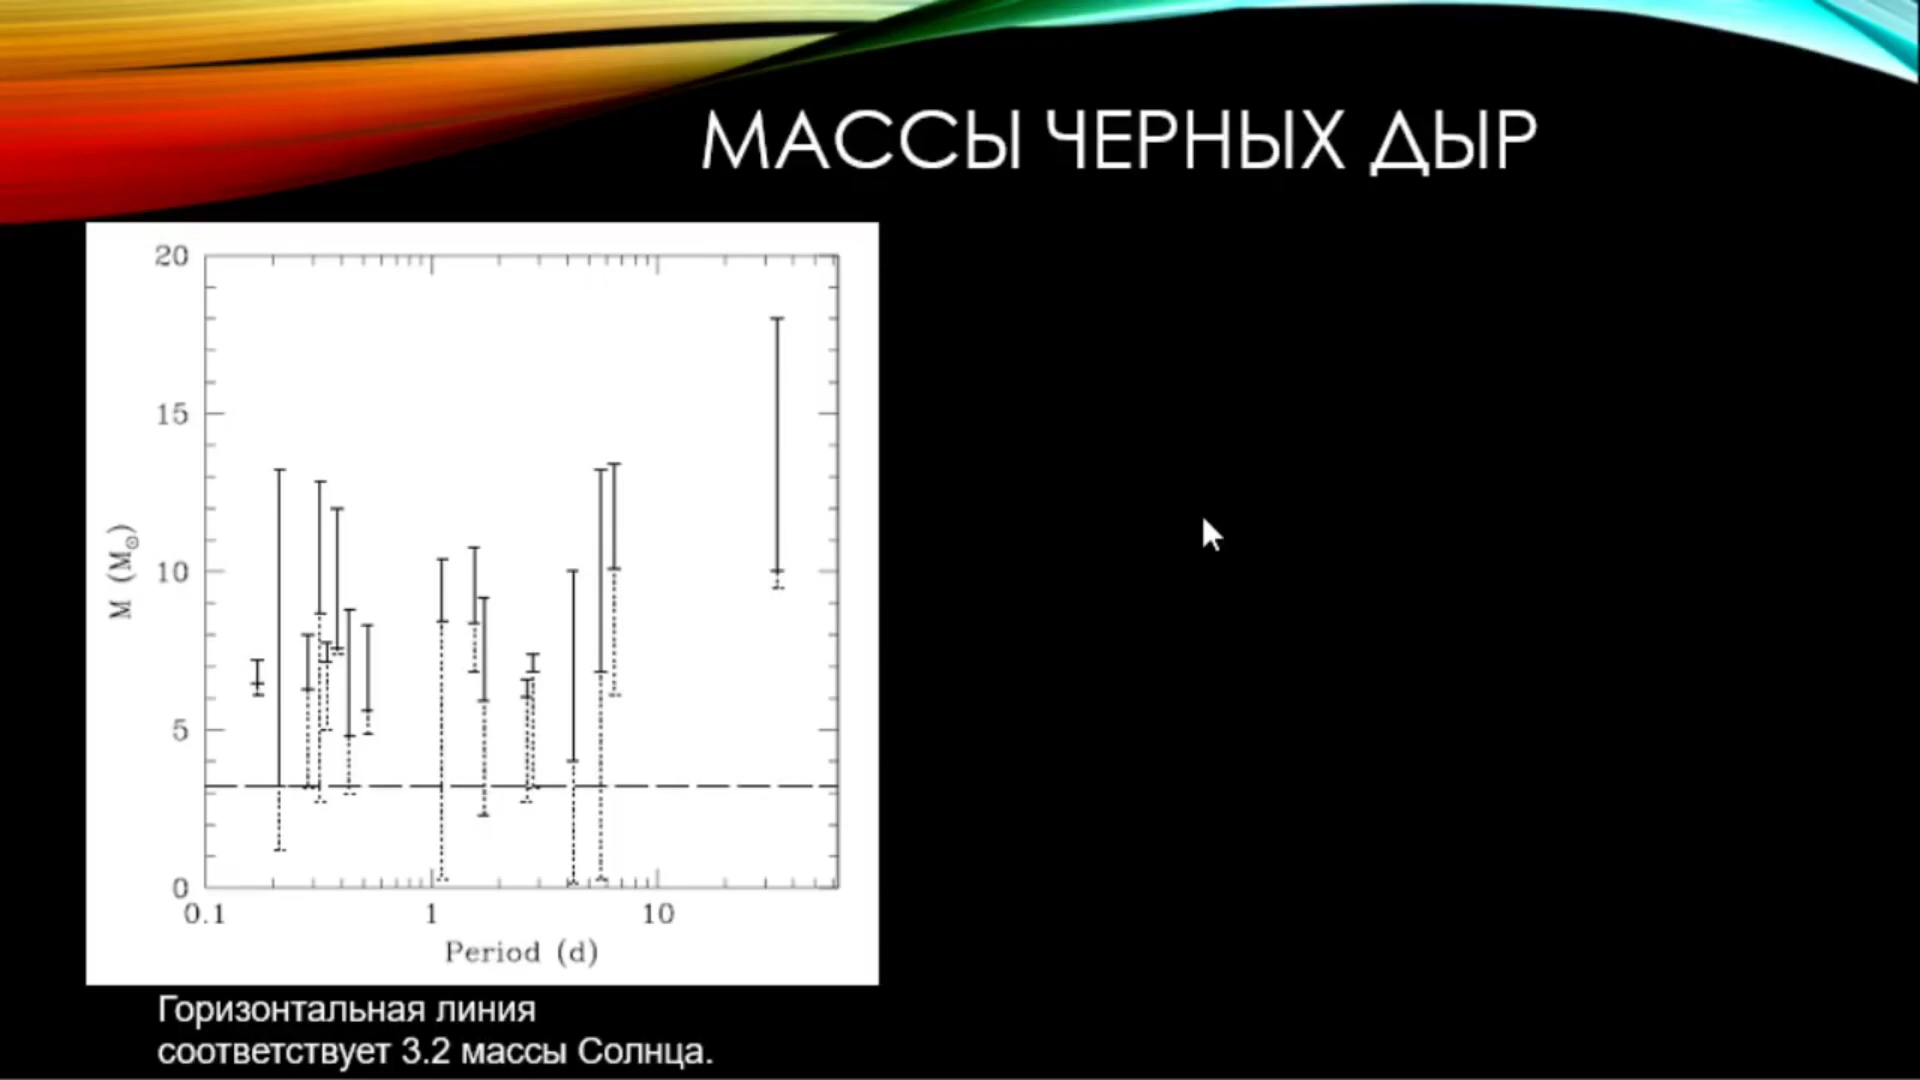 МАССЫ ЧЕРНЫХ ДЫР
20
15
10
5
0
M (M⊙)
0.1 1 10
Period (d)
Горизонтальная линия
соответствует 3.2 массы Солнца.